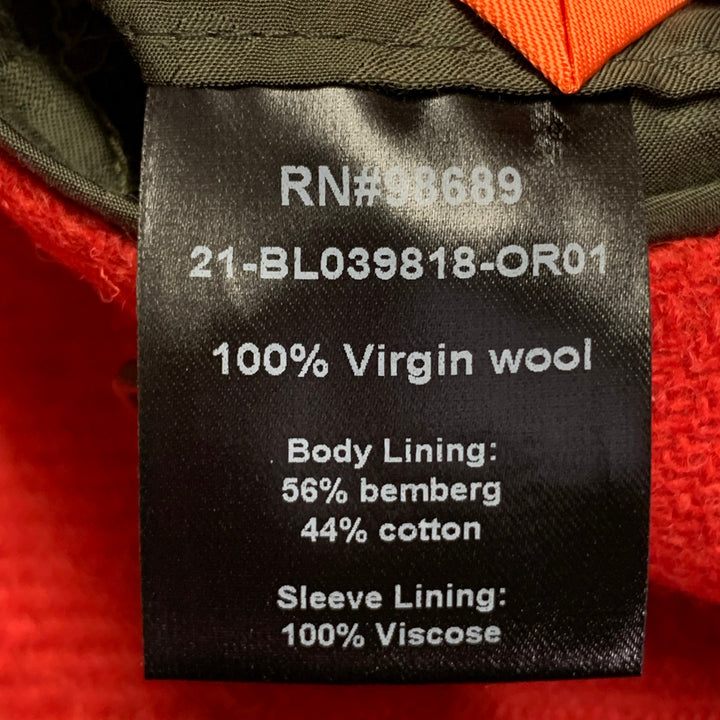 RN#98689
21-BL039818-OR01
100% Virgin wool
Body Lining:
56% bemberg
44% cotton
Sleeve Lining:
100% Viscose